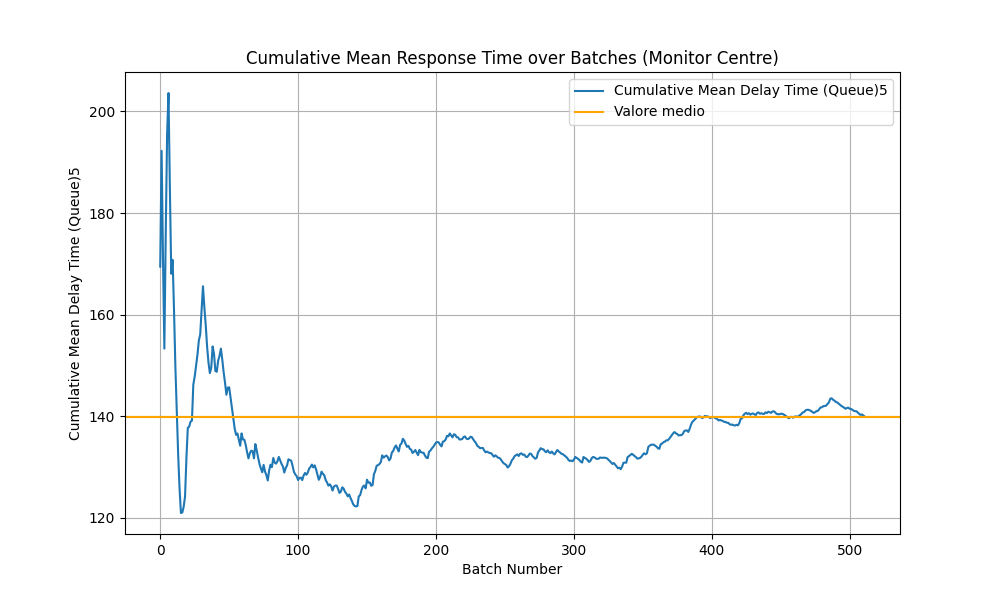 Cumulative Mean Response Time over Batches (Monitor Centre)
Cumulative Mean Delay Time (Queue)5
Valore medio
Cumulative Mean Delay Time (Queue)5
200
180
160
140
120
0 100 200 300 400 500
Batch Number